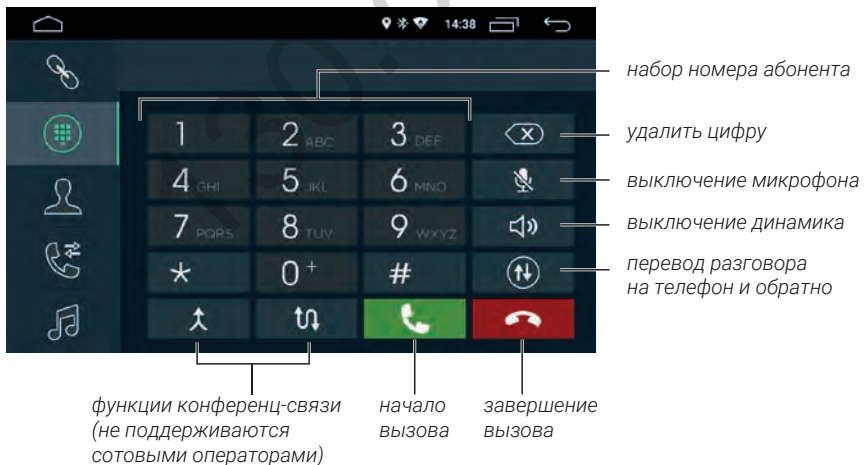 14:38
набор номера абонента
1 2 ABC 3 DEF
удалить цифру
4 GHI 5 JKL 6 MNO
выключение микрофона
7 PQRS 8 TUV 9 WXYZ
выключение динамика
* 0+ #
перевод разговора
на телефон и обратно
функции конференц-связи
(не поддерживаются
сотовыми операторами)
начало
вызова
завершение
вызова